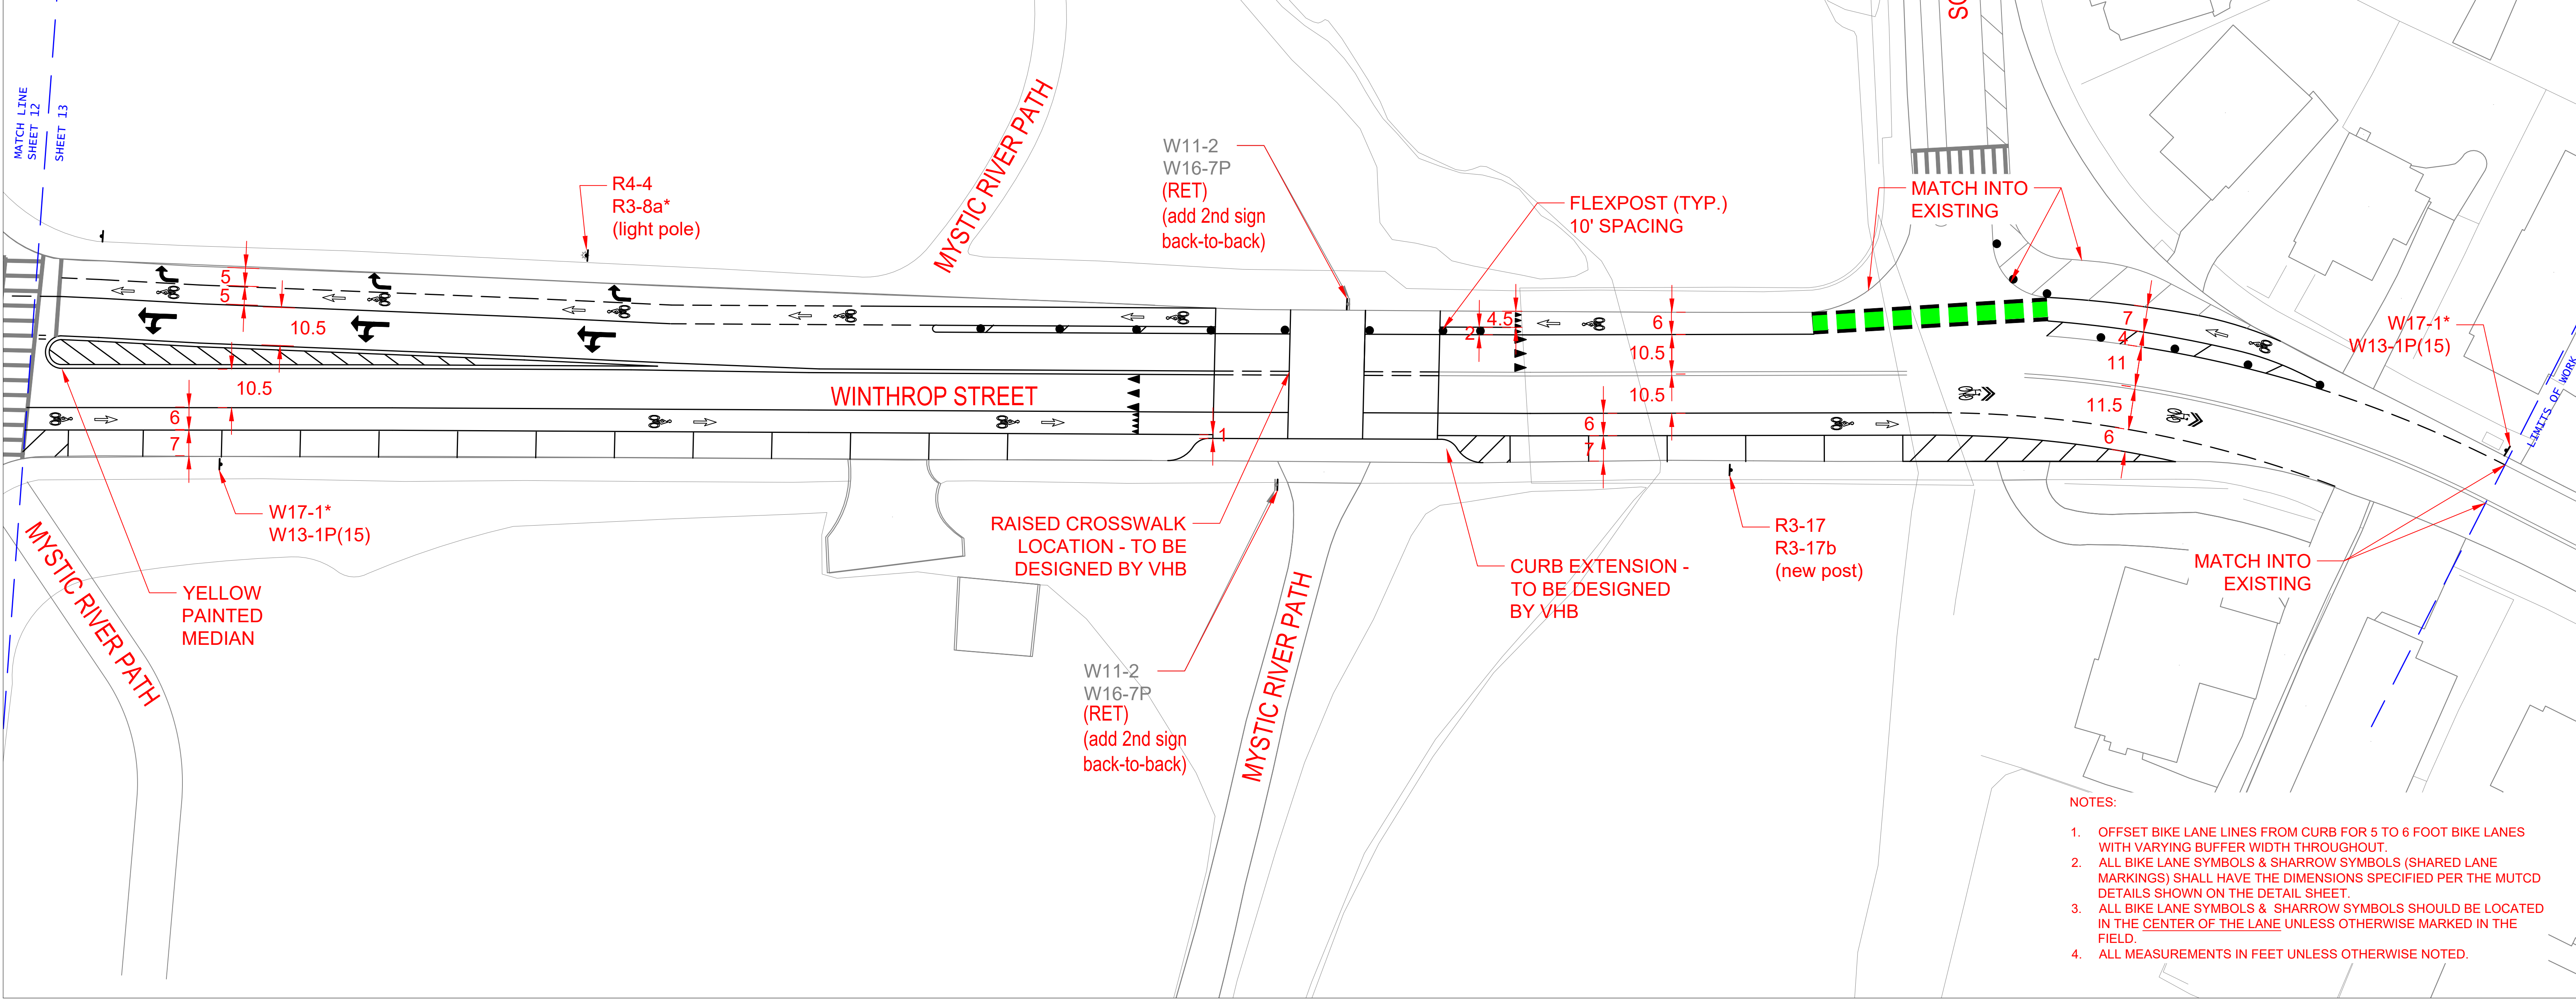 MATCH LINE
SHEET 12
SHEET 13
R4-4
R3-8a*
(light pole)
MYSTIC RIVER PATH
W11-2
W16-7P
(RET)
(add 2nd sign
back-to-back)
FLEXPOST (TYP.)
10' SPACING
MATCH INTO
EXISTING
5
5
10.5
10.5
6
7
WINTHROP STREET
1
4.5
2
6
10.5
10.5
6
7
7
4
11
11.5
6
W17-1*
W13-1P(15)
LIMITS OF WORK
W17-1*
W13-1P(15)
YELLOW
PAINTED
MEDIAN
MYSTIC RIVER PATH
RAISED CROSSWALK
LOCATION - TO BE
DESIGNED BY VHB
W11-2
W16-7P
(RET)
(add 2nd sign
back-to-back)
MYSTIC RIVER PATH
CURB EXTENSION -
TO BE DESIGNED
BY VHB
R3-17
R3-17b
(new post)
MATCH INTO
EXISTING
NOTES:
1. OFFSET BIKE LANE LINES FROM CURB FOR 5 TO 6 FOOT BIKE LANES
WITH VARYING BUFFER WIDTH THROUGHOUT.
2. ALL BIKE LANE SYMBOLS & SHARROW SYMBOLS (SHARED LANE
MARKINGS) SHALL HAVE THE DIMENSIONS SPECIFIED PER THE MUTCD
DETAILS SHOWN ON THE DETAIL SHEET.
3. ALL BIKE LANE SYMBOLS & SHARROW SYMBOLS SHOULD BE LOCATED
IN THE CENTER OF THE LANE UNLESS OTHERWISE MARKED IN THE
FIELD.
4. ALL MEASUREMENTS IN FEET UNLESS OTHERWISE NOTED.